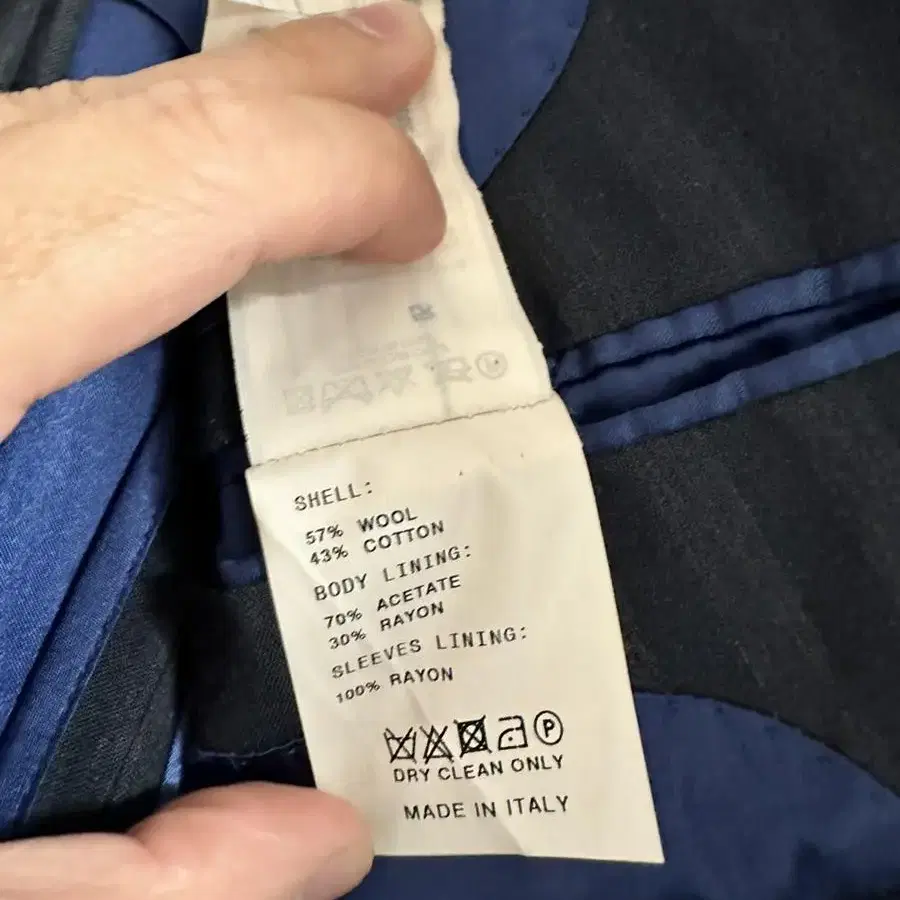 SHELL:
57% WOOL
43% COTTON
BODY LINING:
70% ACETATE
30% RAYON
SLEEVES LINING:
100% RAYON
P
DRY CLEAN ONLY
MADE IN ITALY